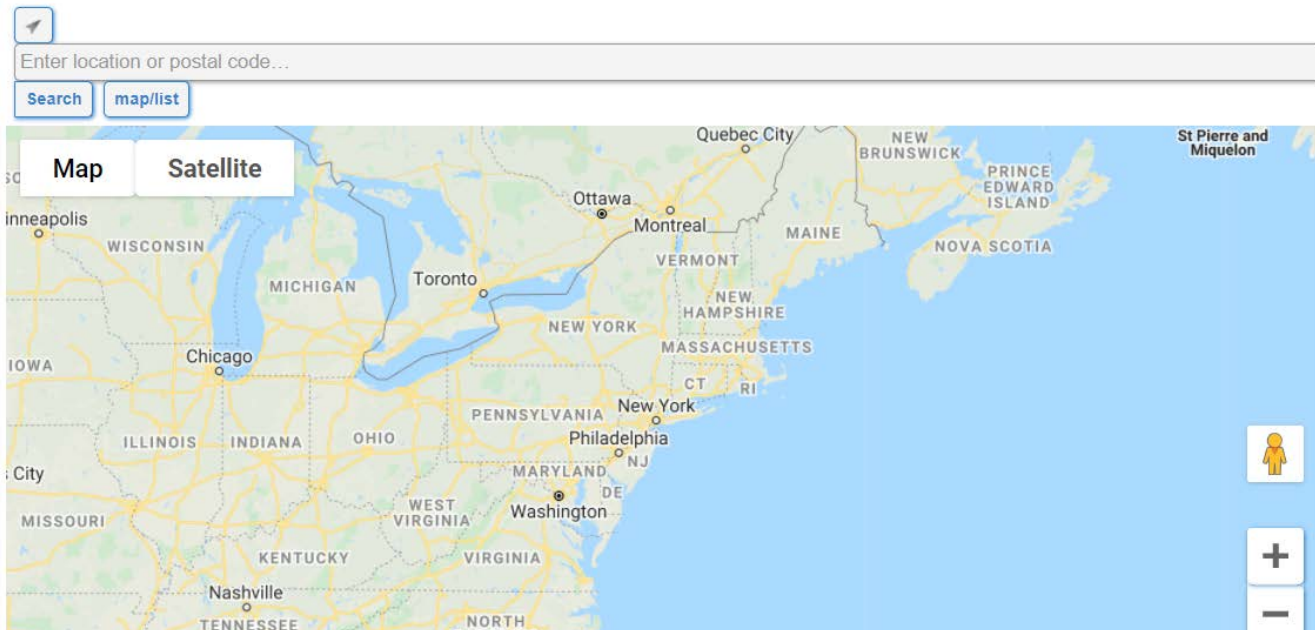 Enter location or postal code...
Search
map/list
Map
Satellite
Quebec City
NEW
BRUNSWICK
St Pierre and
Miquelon
PRINCE
EDWARD
ISLAND
Ottawa
inneapolis
Montreal
MAINE
WISCONSIN
NOVA SCOTIA
VERMONT
Toronto
MICHIGAN
NEW
HAMPSHIRE
NEW YORK
MASSACHUSETTS
Chicago
IOWA
CT
RI
New York
PENNSYLVANIA
Philadelphia
ILLINOIS
INDIANA
OHIO
NJ
City
MARYLAND
DE
Washington
WEST
VIRGINIA
MISSOURI
KENTUCKY
VIRGINIA
Nashville
TENNESSEE
NORTH